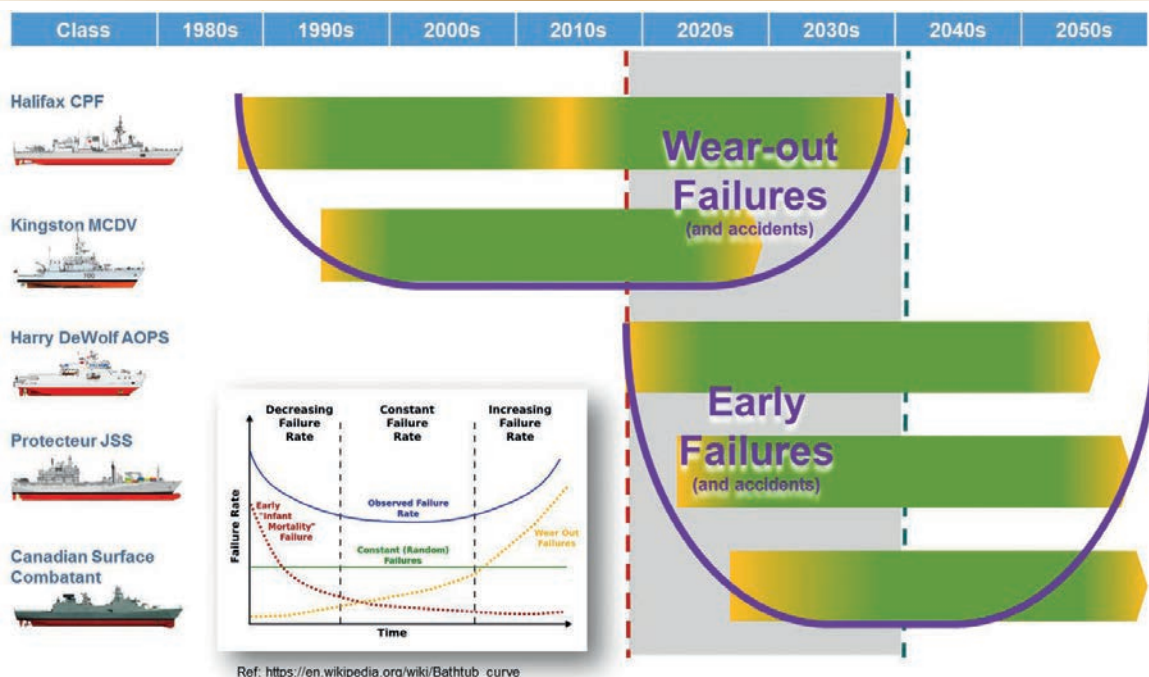 Class 1980s 1990s 2000s 2010s 2020s 2030s 2040s 2050s
Halifax CPF
Wear-out
Failures
(and accidents)
Kingston MCDV
700
Harry DeWolf AOPS
Early
Failures
(and accidents)
Protecteur JSS
Canadian Surface
Combatant
Decreasing
Failure
Rate
Constant
Failure
Rate
Increasing
Failure
Rate
Failure Rate
Early
"Infant
Mortality"
Failure
Observed Failure
Rate
Constant (Random)
Failures
Wear Out
Failures
Time
Ref: https://en.wikipedia.org/wiki/Bathtub_curve